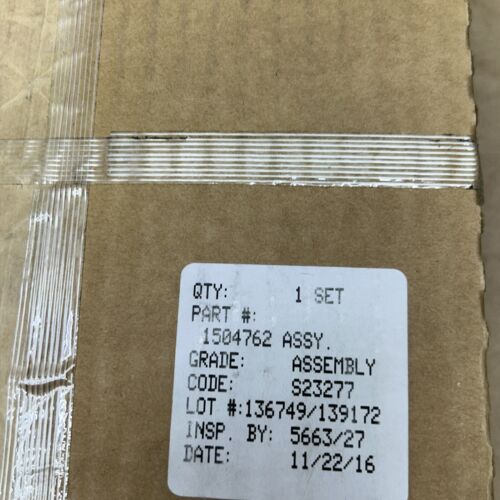 QTY: 1 SET
PART #:
1504762 ASSY.
GRADE: ASSEMBLY
CODE: S23277
LOT #:136749/139172
INSP. BY: 5663/27
DATE: 11/22/16